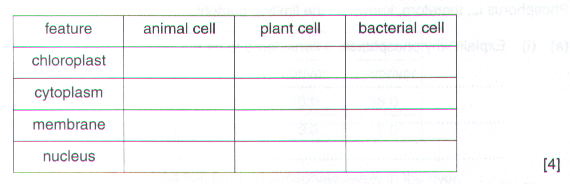 feature animal cell plant cell bacterial cell
chloroplast
cytoplasm
membrane
nucleus
[4]